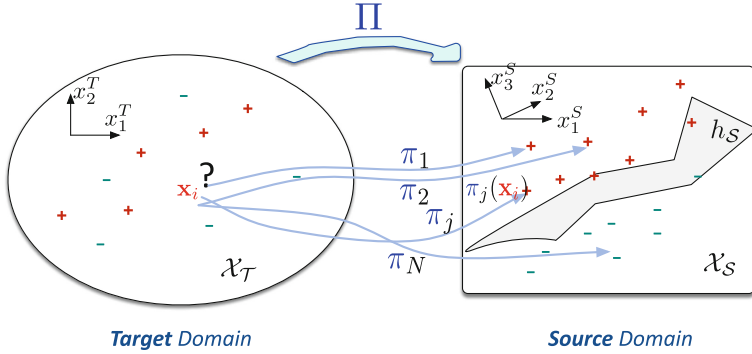 Π
x_2^T
x_1^T
?
x_i
𝒳_𝒯
π_1
π_2
π_j
π_N
x_3^S
x_2^S
x_1^S
h_𝒮
π_j(x_i)
𝒳_𝒮
Target Domain
Source Domain